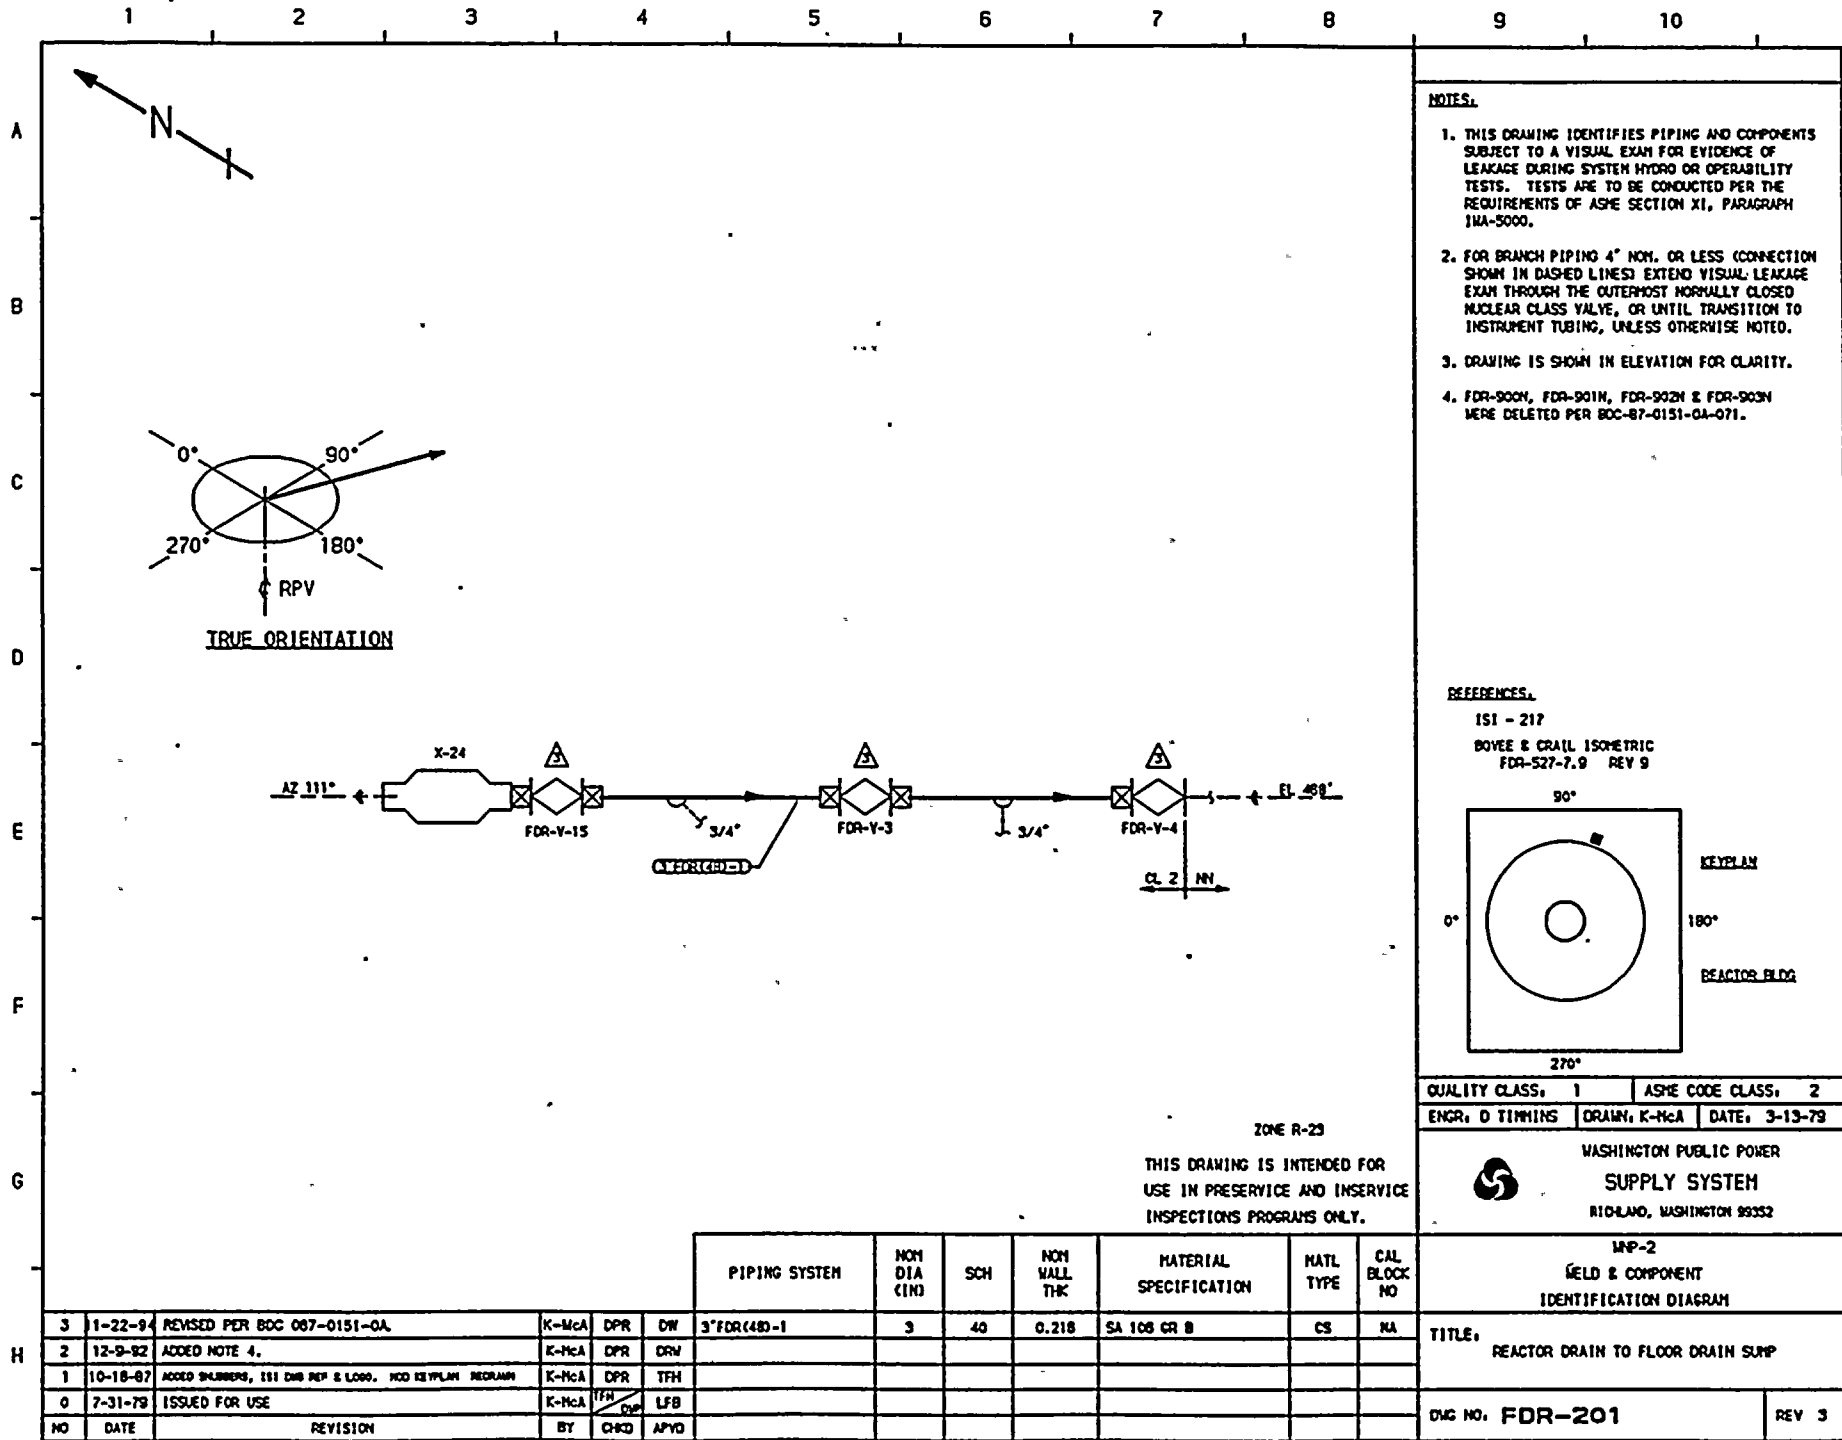 1 2 3 4 5 6 7 8 9 10
A
B
C
D
E
F
G
H
N
0°
90°
270°
180°
RPV
TRUE ORIENTATION
X-24
3
3
3
AZ 111°
FDR-V-15
3/4"
FDR-V-3
3/4"
FDR-V-4
CL 2
NN
ZONE R-23
THIS DRAWING IS INTENDED FOR
USE IN PRESERVICE AND INSERVICE
INSPECTIONS PROGRAMS ONLY.
NOTES:
1. THIS DRAWING IDENTIFIES PIPING AND COMPONENTS
SUBJECT TO A VISUAL EXAM FOR EVIDENCE OF
LEAKAGE DURING SYSTEM HYDRO OR OPERABILITY
TESTS. TESTS ARE TO BE CONDUCTED PER THE
REQUIREMENTS OF ASME SECTION XI, PARAGRAPH
IWA-5000.
2. FOR BRANCH PIPING 4" NOM. OR LESS (CONNECTION
SHOWN IN DASHED LINES) EXTEND VISUAL LEAKAGE
EXAM THROUGH THE OUTERMOST NORMALLY CLOSED
NUCLEAR CLASS VALVE, OR UNTIL TRANSITION TO
INSTRUMENT TUBING, UNLESS OTHERWISE NOTED.
3. DRAWING IS SHOWN IN ELEVATION FOR CLARITY.
4. FDR-900N, FDR-901N, FDR-902N & FDR-903N
WERE DELETED PER BDC-87-0151-0A-071.
REFERENCES:
ISI - 217
BOVEE & CRAIL ISOMETRIC
FDR-527-7.9 REV 9
90°
KEYPLAN
0°
180°
REACTOR BLDG
270°
QUALITY CLASS: 1 ASME CODE CLASS: 2
ENGR: D TIMMINS DRAWN: K-McA DATE: 3-13-79
WASHINGTON PUBLIC POWER
SUPPLY SYSTEM
RICHLAND, WASHINGTON 99352
WNP-2
WELD & COMPONENT
IDENTIFICATION DIAGRAM
TITLE:
REACTOR DRAIN TO FLOOR DRAIN SUMP
DWG NO: FDR-201 REV 3
PIPING SYSTEM NOM DIA (IN) SCH NOM WALL THK MATERIAL SPECIFICATION MATL TYPE CAL BLOCK NO
3"FDR(48)-1 3 40 0.216 SA 106 GR B CS NA
3 1-22-94 REVISED PER BDC 087-0151-0A. K-McA DPR DW
2 12-9-92 ADDED NOTE 4. K-McA DPR DRW
1 10-16-87 ADDED SNUBBERS, ISI DWG REF & LOGO. MOD KEYPLAN REDRAWN K-McA DPR TFH
0 7-31-79 ISSUED FOR USE K-McA TFH LFB
NO DATE REVISION BY CHKD APVD